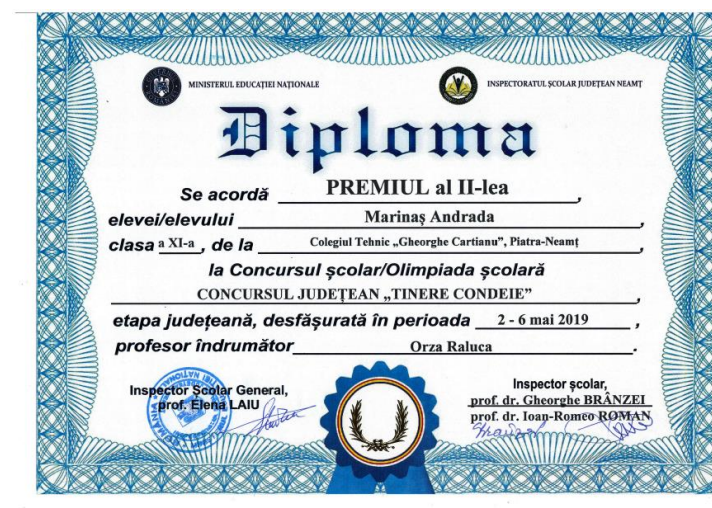 MINISTERUL EDUCAȚIEI NAȚIONALE
INSPECTORATUL ȘCOLAR JUDEȚEAN NEAMȚ
Diploma
Se acordă PREMIUL al II-lea,
elevei/elevului Marinaș Andrada,
clasa a XI-a, de la Colegiul Tehnic „Gheorghe Cartianu”, Piatra-Neamț,
la Concursul școlar/Olimpiada școlară
CONCURSUL JUDEȚEAN „TINERE CONDEIE”,
etapa județeană, desfășurată în perioada 2 - 6 mai 2019,
profesor îndrumător Orza Raluca.
Inspector Școlar General,
prof. Elena LAIU
Inspector școlar,
prof. dr. Gheorghe BRÂNZEI
prof. dr. Ioan-Romeo ROMAN